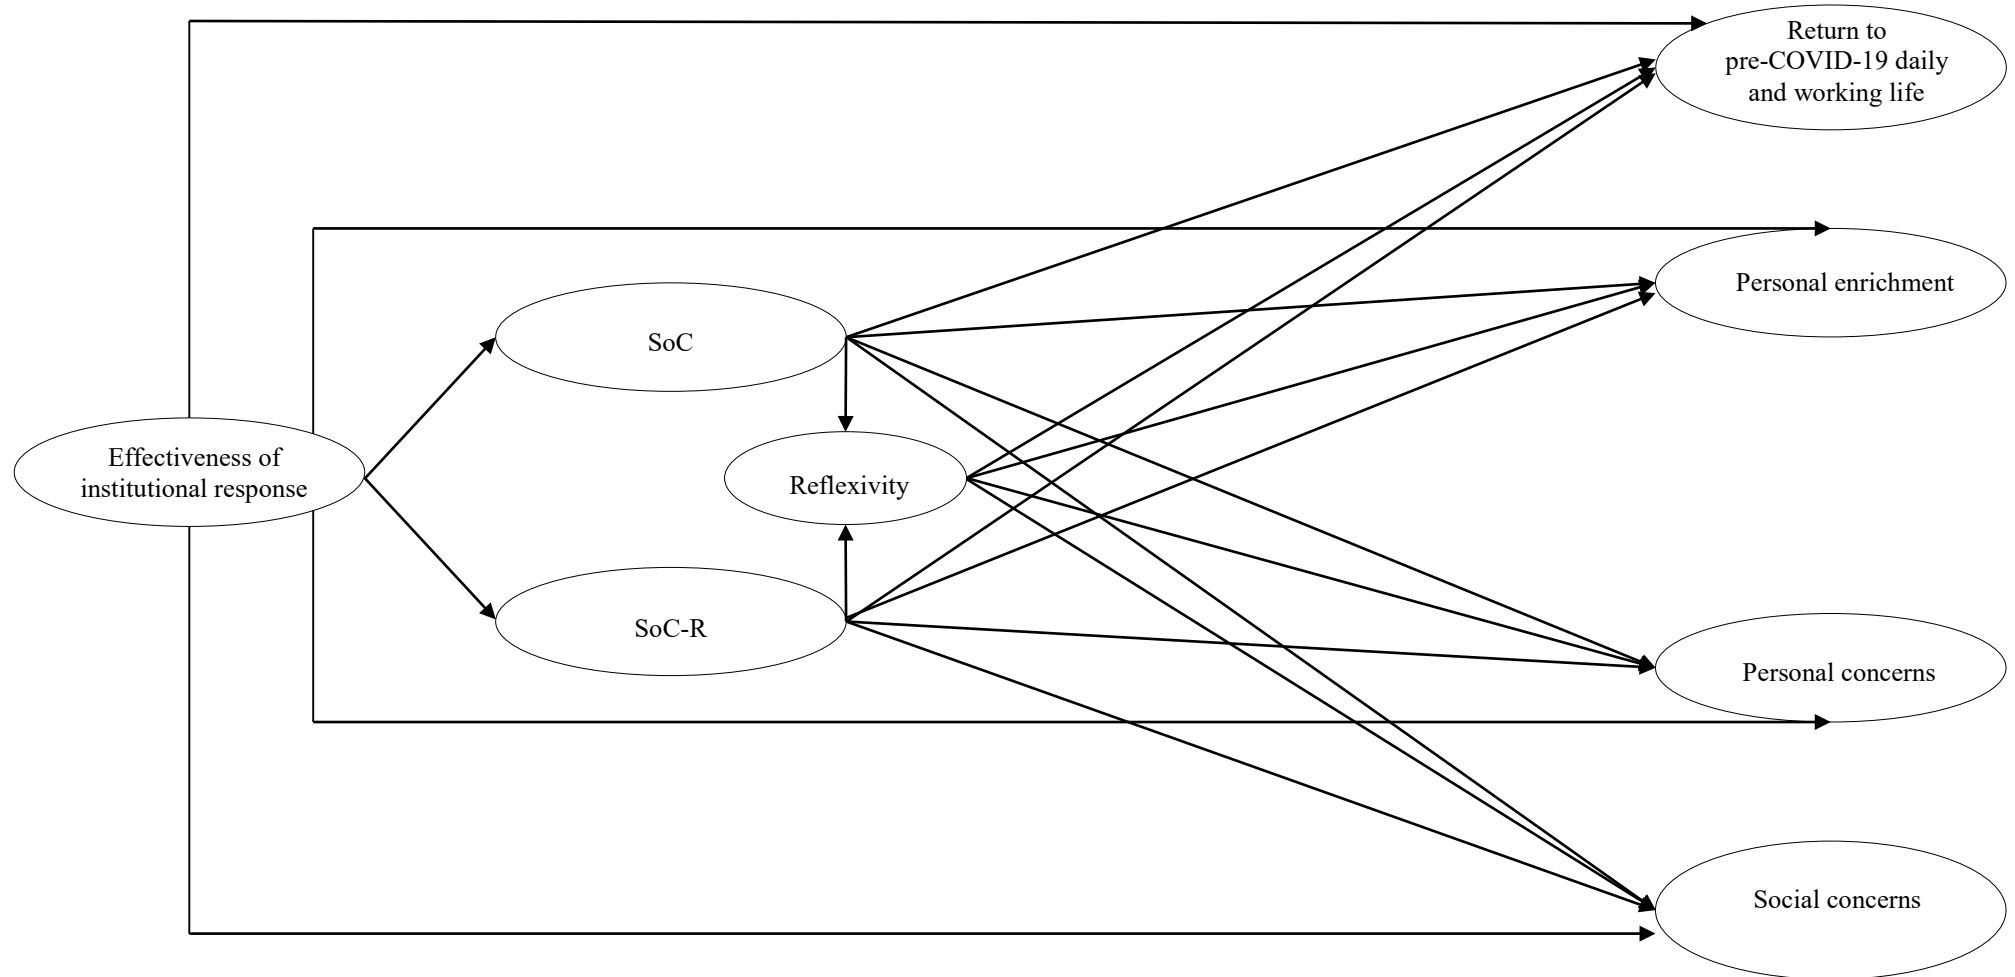 Return to
pre-COVID-19 daily
and working life
Personal enrichment
SoC
Effectiveness of
institutional response
Reflexivity
SoC-R
Personal concerns
Social concerns